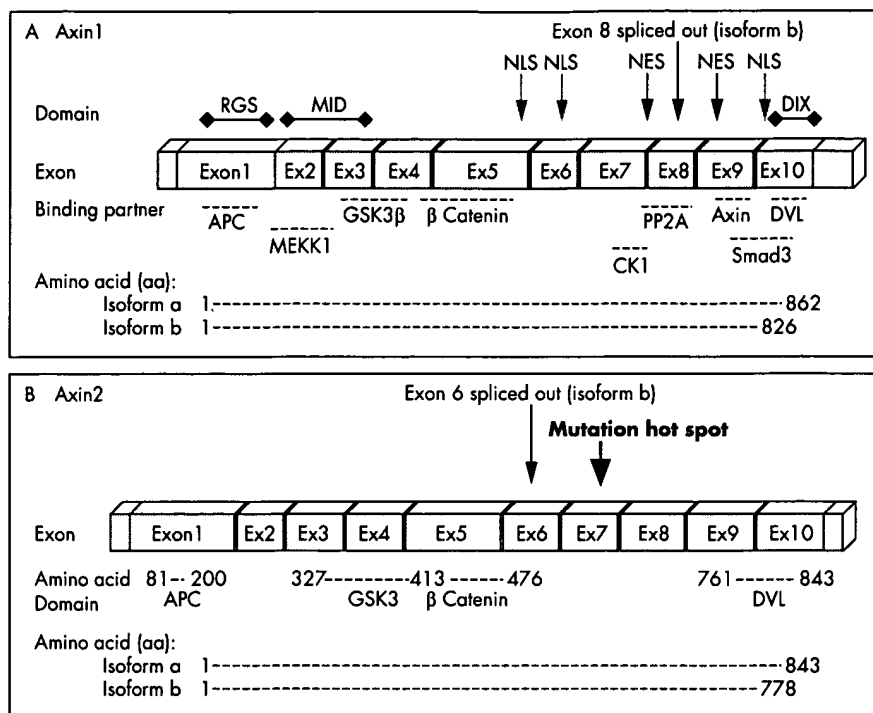 A Axin1
Exon 8 spliced out (isoform b)
NLS NLS NES NES NLS
Domain RGS MID DIX
Exon Exon1 Ex2 Ex3 Ex4 Ex5 Ex6 Ex7 Ex8 Ex9 Ex10
Binding partner APC GSK3β β Catenin PP2A Axin DVL
MEKK1 CK1 Smad3
Amino acid (aa):
Isoform a 1 862
Isoform b 1 826
B Axin2
Exon 6 spliced out (isoform b)
Mutation hot spot
Exon Exon1 Ex2 Ex3 Ex4 Ex5 Ex6 Ex7 Ex8 Ex9 Ex10
Amino acid 81-- 200 327--------413 ------ 476 761 ------ 843
Domain APC GSK3 β Catenin DVL
Amino acid (aa):
Isoform a 1 843
Isoform b 1 778